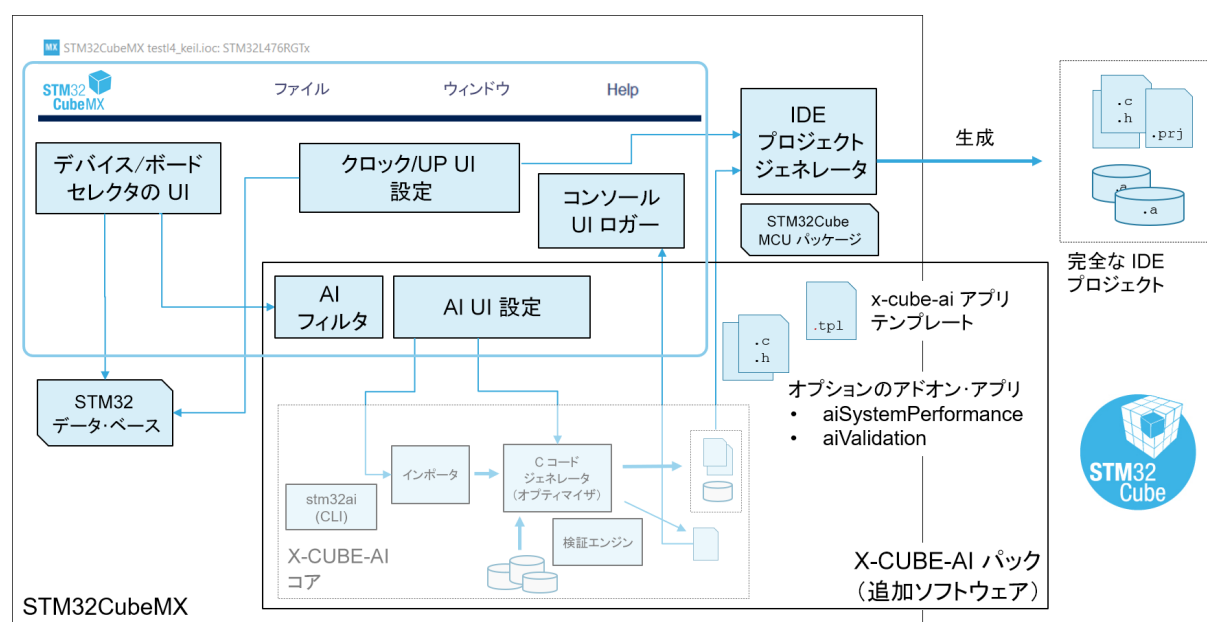 MX STM32CubeMX testl4_keil.ioc: STM32L476RGTx
STM32
CubeMX
ファイル
ウィンドウ
Help
デバイス/ボード
セレクタの UI
クロック/UP UI
設定
コンソール
UI ロガー
IDE
プロジェクト
ジェネレータ
STM32Cube
MCU パッケージ
生成
.c
.h
.prj
.a
.a
完全な IDE
プロジェクト
AI
フィルタ
AI UI 設定
.tpl
x-cube-ai アプリ
テンプレート
.c
.h
オプションのアドオン・アプリ
• aiSystemPerformance
• aiValidation
STM32
データ・ベース
stm32ai
(CLI)
インポータ
C コード
ジェネレータ
(オプティマイザ)
検証エンジン
X-CUBE-AI
コア
X-CUBE-AI パック
(追加ソフトウェア)
STM32CubeMX
STM32
Cube